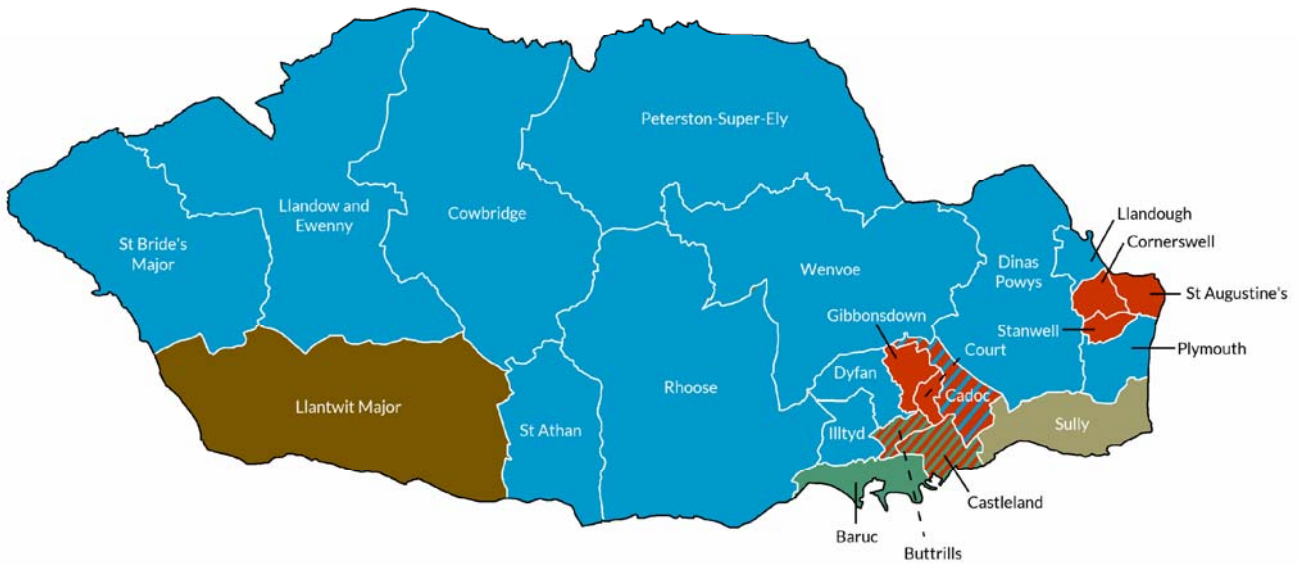 Peterston-Super-Ely
Llandow and
Ewenny
Cowbridge
St Bride's
Major
Llandough
Cornerswell
Dinas
Powys
Wenvoe
St Augustine's
Gibbonsdown
Stanwell
Court
Plymouth
Dyfan
Rhoose
Cadoc
Llantwit Major
Sully
St Athan
Illtyd
Castleland
Baruc
Buttrills